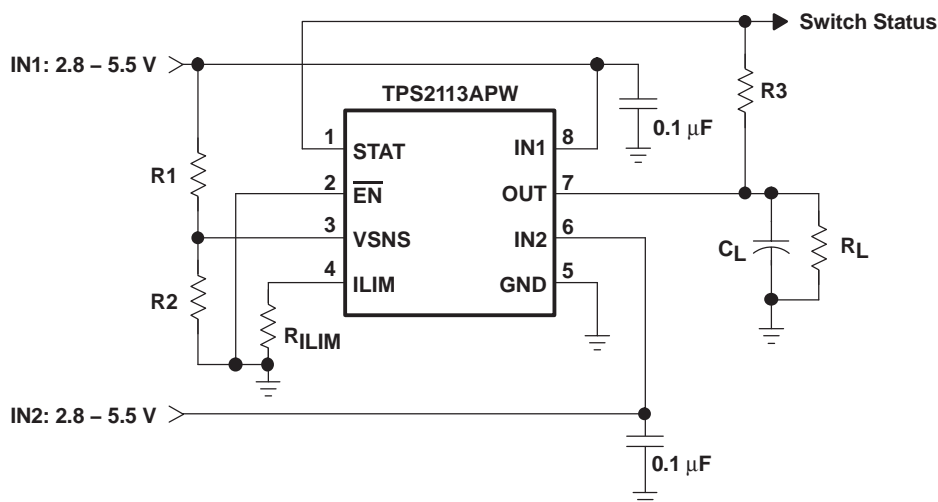 Switch Status
IN1: 2.8 – 5.5 V
R3
TPS2113APW
0.1 μF
1
STAT
IN1
8
R1
2
EN
OUT
7
3
VSNS
IN2
6
CL
RL
R2
4
ILIM
GND
5
RILIM
IN2: 2.8 – 5.5 V
0.1 μF